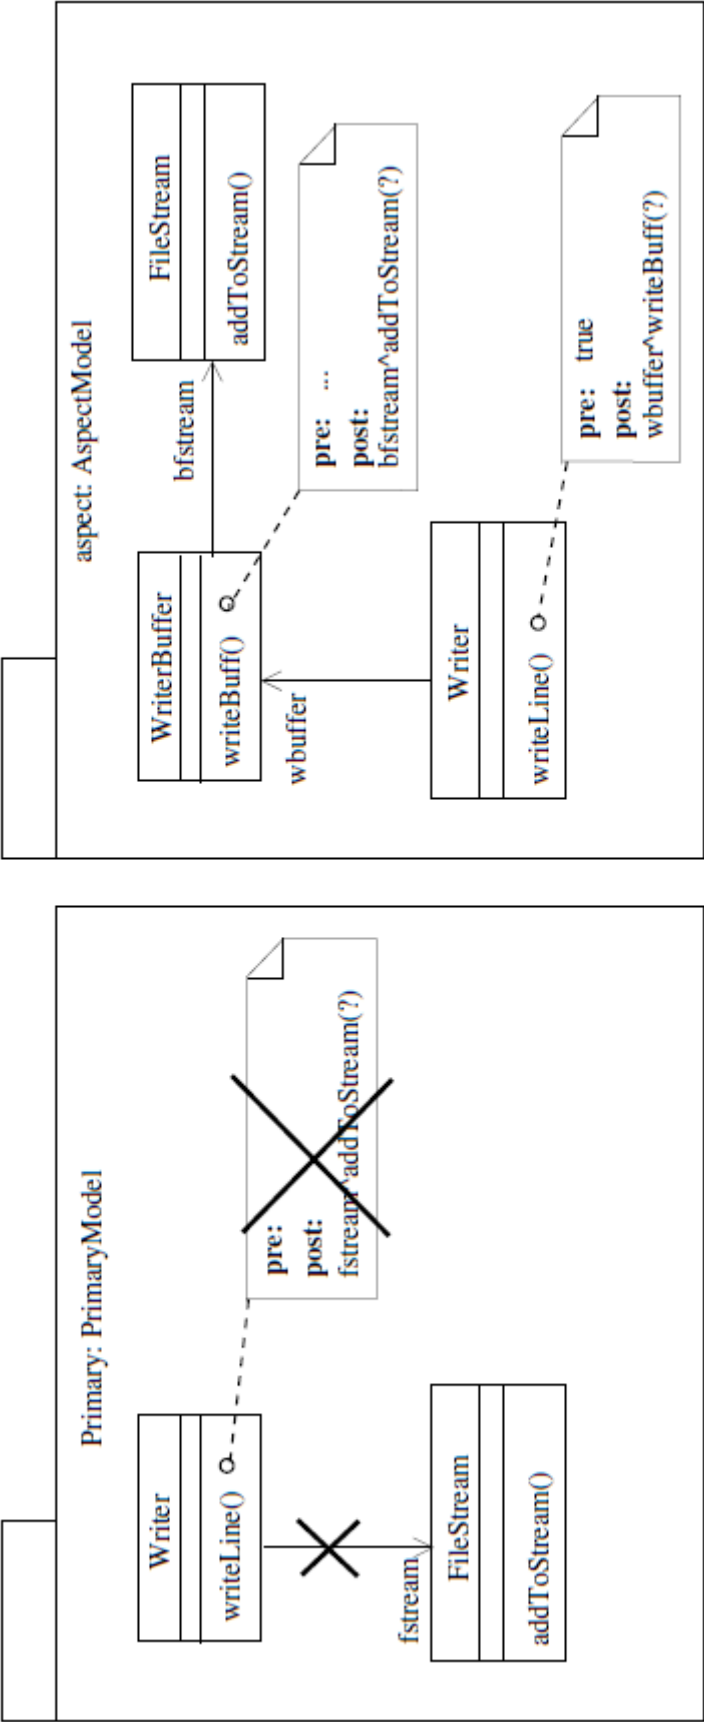 Primary: PrimaryModel
Writer
writeLine()
pre:
post:
fstream^addToStream(?)
fstream
FileStream
addToStream()
aspect: AspectModel
WriterBuffer
writeBuff()
bfstream
FileStream
addToStream()
wbuffer
pre: ...
post:
bfstream^addToStream(?)
Writer
writeLine()
pre: true
post:
wbuffer^writeBuff(?)